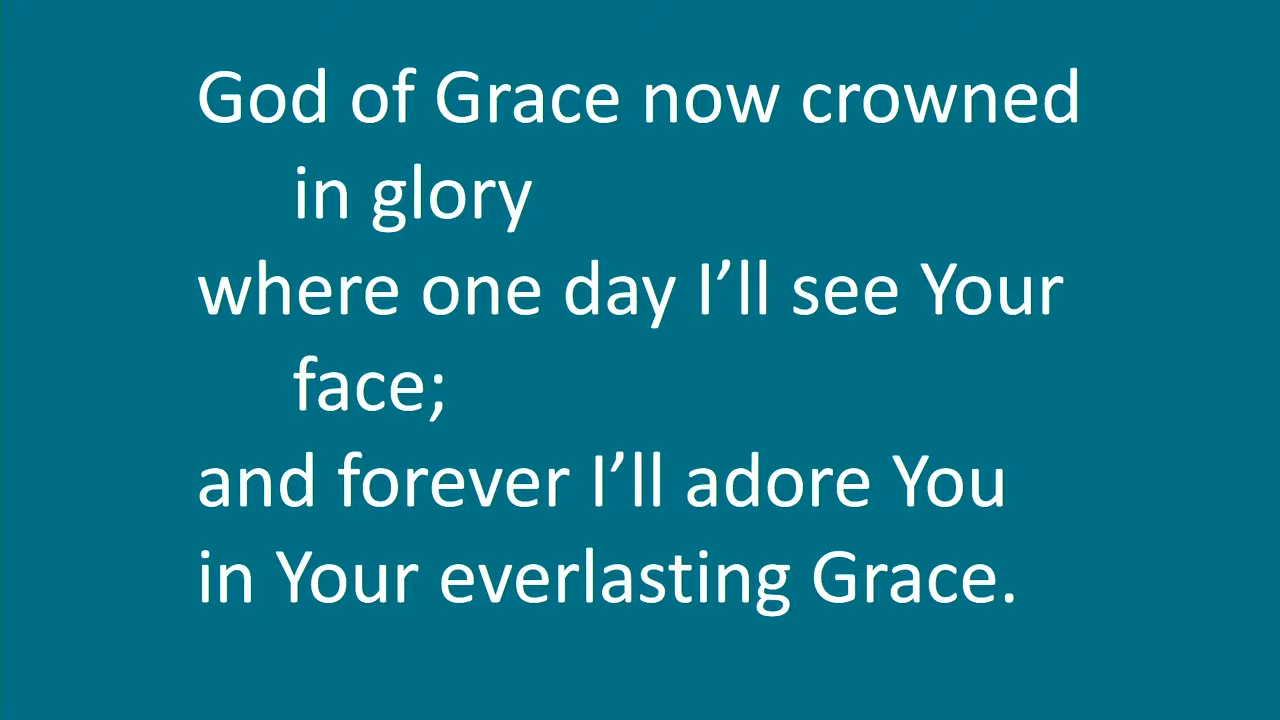 God of Grace now crowned
in glory
where one day I’ll see Your
face;
and forever I’ll adore You
in Your everlasting Grace.